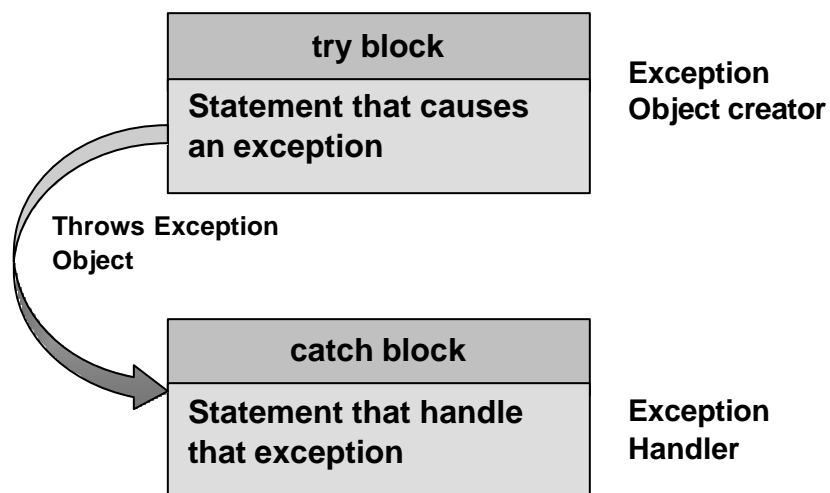 try block
Statement that causes
an exception
Exception
Object creator
Throws Exception
Object
catch block
Statement that handle
that exception
Exception
Handler